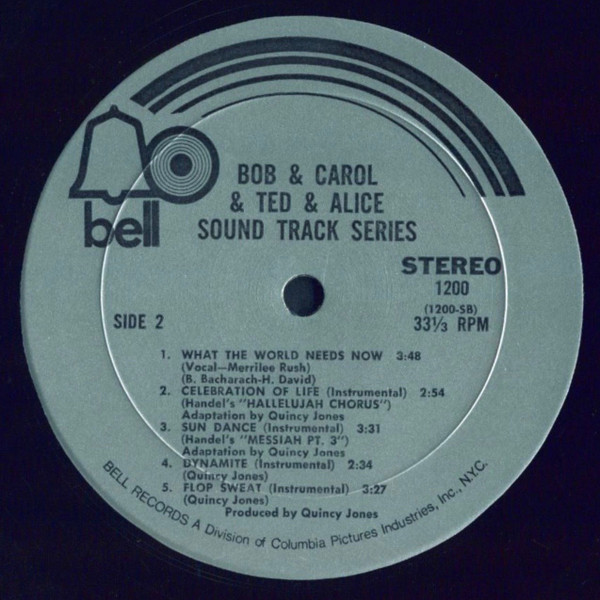 bell
BOB & CAROL
& TED & ALICE
SOUND TRACK SERIES
STEREO
1200
(1200-SB)
33⅓ RPM
SIDE 2
1. WHAT THE WORLD NEEDS NOW 3:48
(Vocal—Merrilee Rush)
(B. Bacharach-H. David)
2. CELEBRATION OF LIFE (Instrumental) 2:54
(Handel's "HALLELUJAH CHORUS")
Adaptation by Quincy Jones
3. SUN DANCE (Instrumental) 3:31
(Handel's "MESSIAH PT. 3")
Adaptation by Quincy Jones
4. DYNAMITE (Instrumental) 2:34
(Quincy Jones)
5. FLOP SWEAT (Instrumental) 3:27
(Quincy Jones)
Produced by Quincy Jones
BELL RECORDS A Division of Columbia Pictures Industries, Inc., N.Y.C.